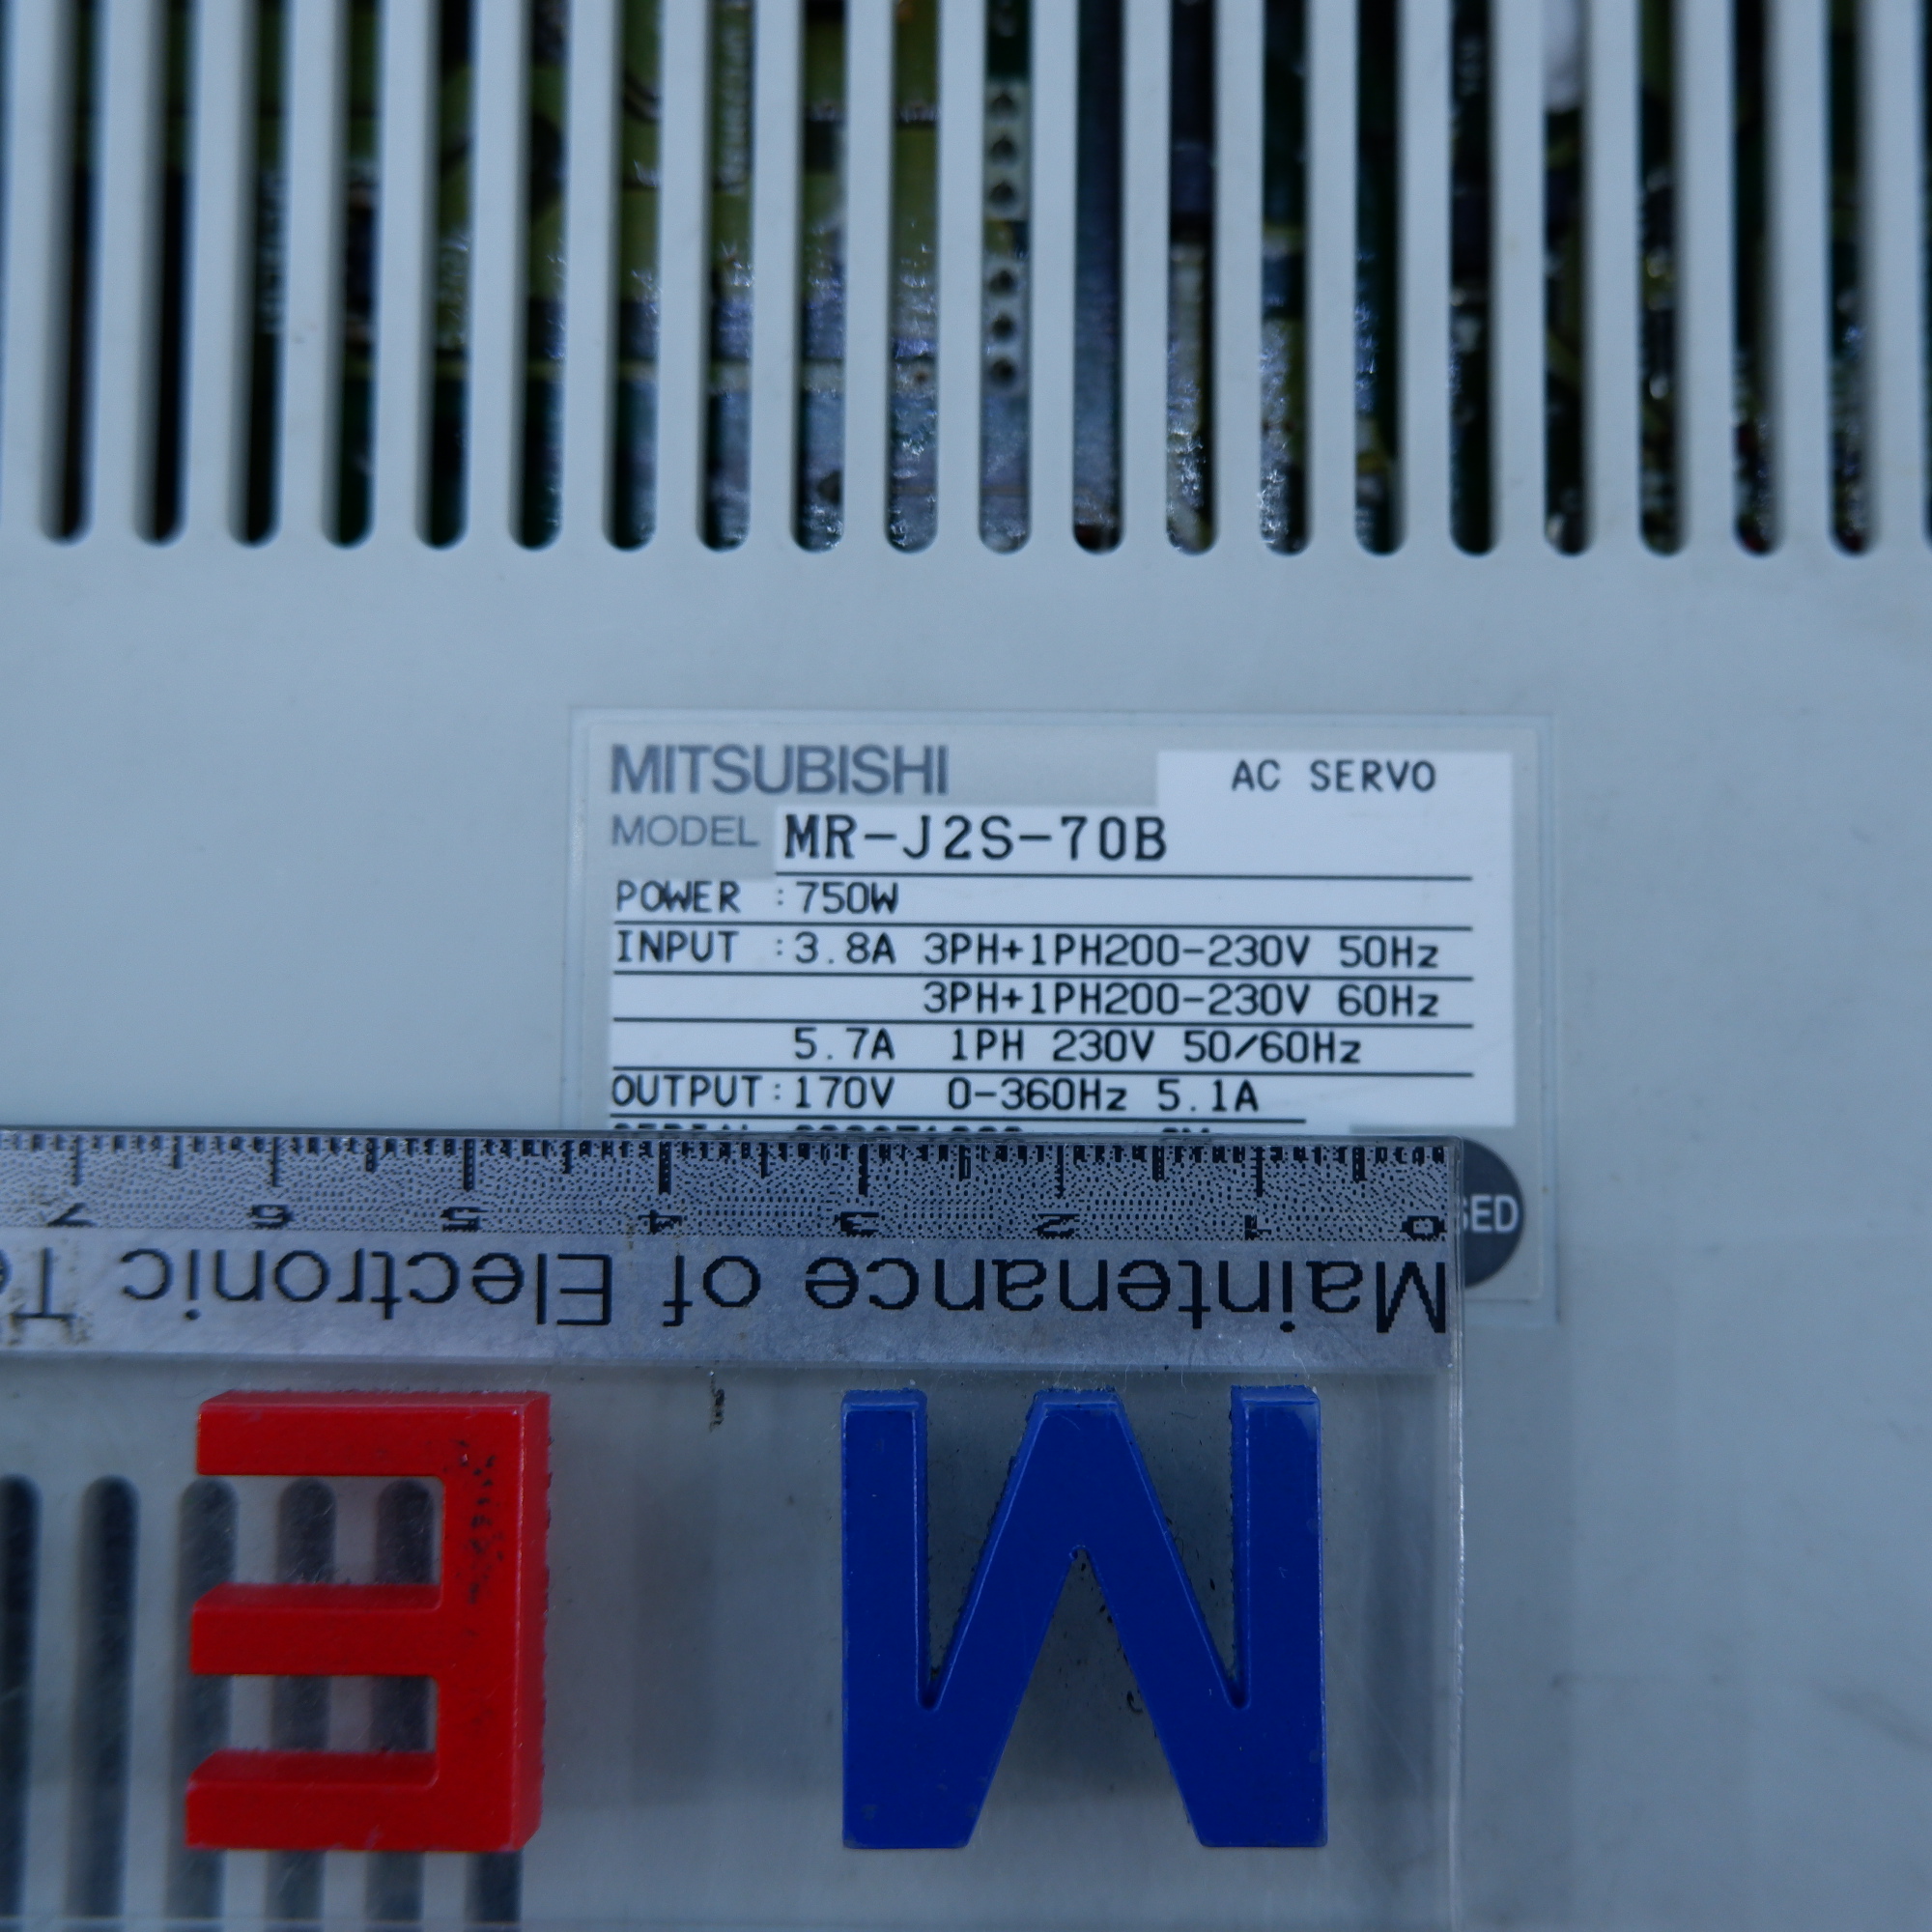 MITSUBISHI
AC SERVO
MODEL MR-J2S-70B
POWER :750W
INPUT :3.8A 3PH+1PH200-230V 50Hz
3PH+1PH200-230V 60Hz
5.7A 1PH 230V 50/60Hz
OUTPUT:170V 0-360Hz 5.1A
7 6 5 4 3 2 1 0
SED
Maintenance of Electronic
M E